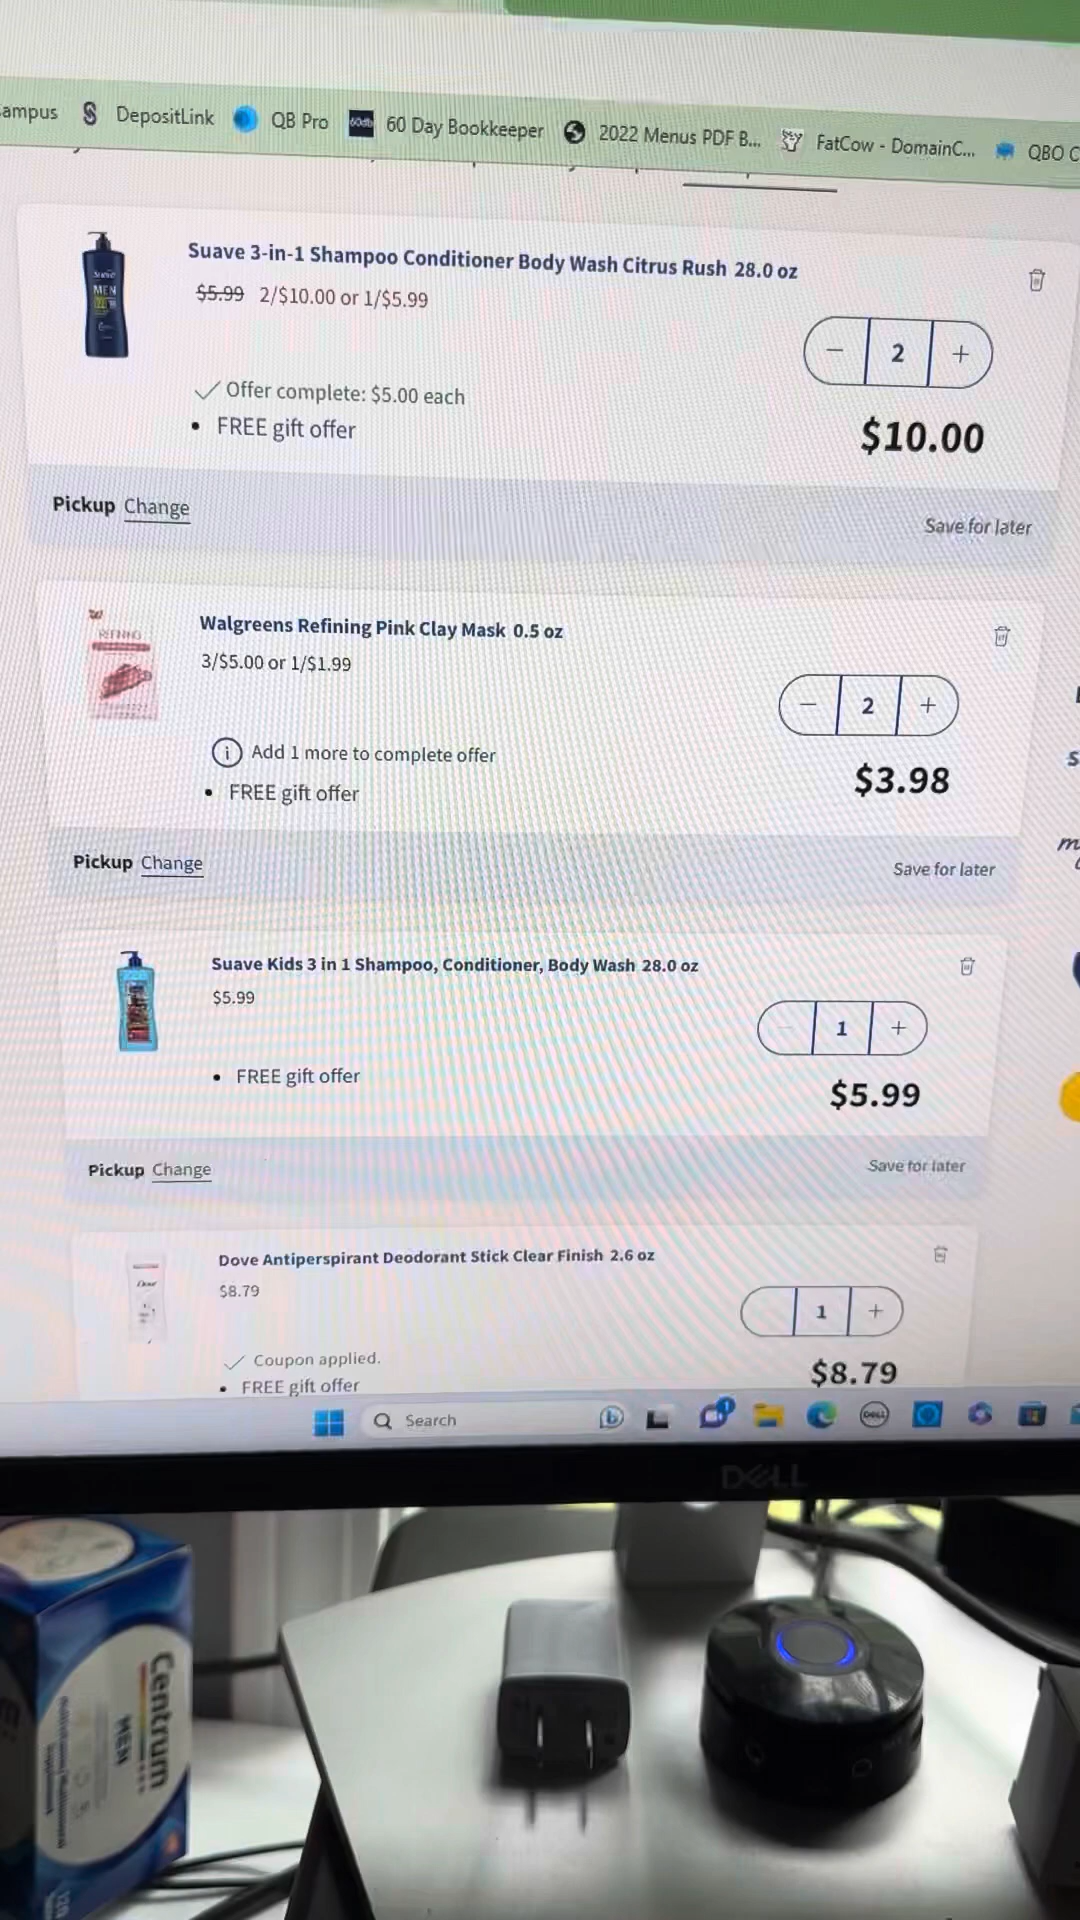 ampus DepositLink QB Pro 60 Day Bookkeeper 2022 Menus PDF B... FatCow - DomainC... QBO C
Suave 3-in-1 Shampoo Conditioner Body Wash Citrus Rush 28.0 oz
$5.99 2/$10.00 or 1/$5.99
− 2 +
Offer complete: $5.00 each
• FREE gift offer
$10.00
Pickup Change
Save for later
MEN
REFINING
Walgreens Refining Pink Clay Mask 0.5 oz
3/$5.00 or 1/$1.99
− 2 +
i Add 1 more to complete offer
• FREE gift offer
$3.98
Pickup Change
Save for later
Suave Kids 3 in 1 Shampoo, Conditioner, Body Wash 28.0 oz
$5.99
− 1 +
• FREE gift offer
$5.99
Pickup Change
Save for later
Dove Antiperspirant Deodorant Stick Clear Finish 2.6 oz
$8.79
Dove
1 +
Coupon applied.
• FREE gift offer
$8.79
Search
DELL
DELL
Centrum
MEN
120